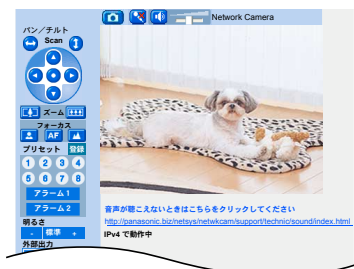 Network Camera
パン／チルト
Scan
ズーム
フォーカス
AF
プリセット 登録
1 2 3 4
5 6 7 8
アラーム1
アラーム2
明るさ
- 標準 +
外部出力
音声が聴こえないときはこちらをクリックしてください
http://panasonic.biz/netsys/netwkcam/support/technic/sound/index.html
IPv4 で動作中